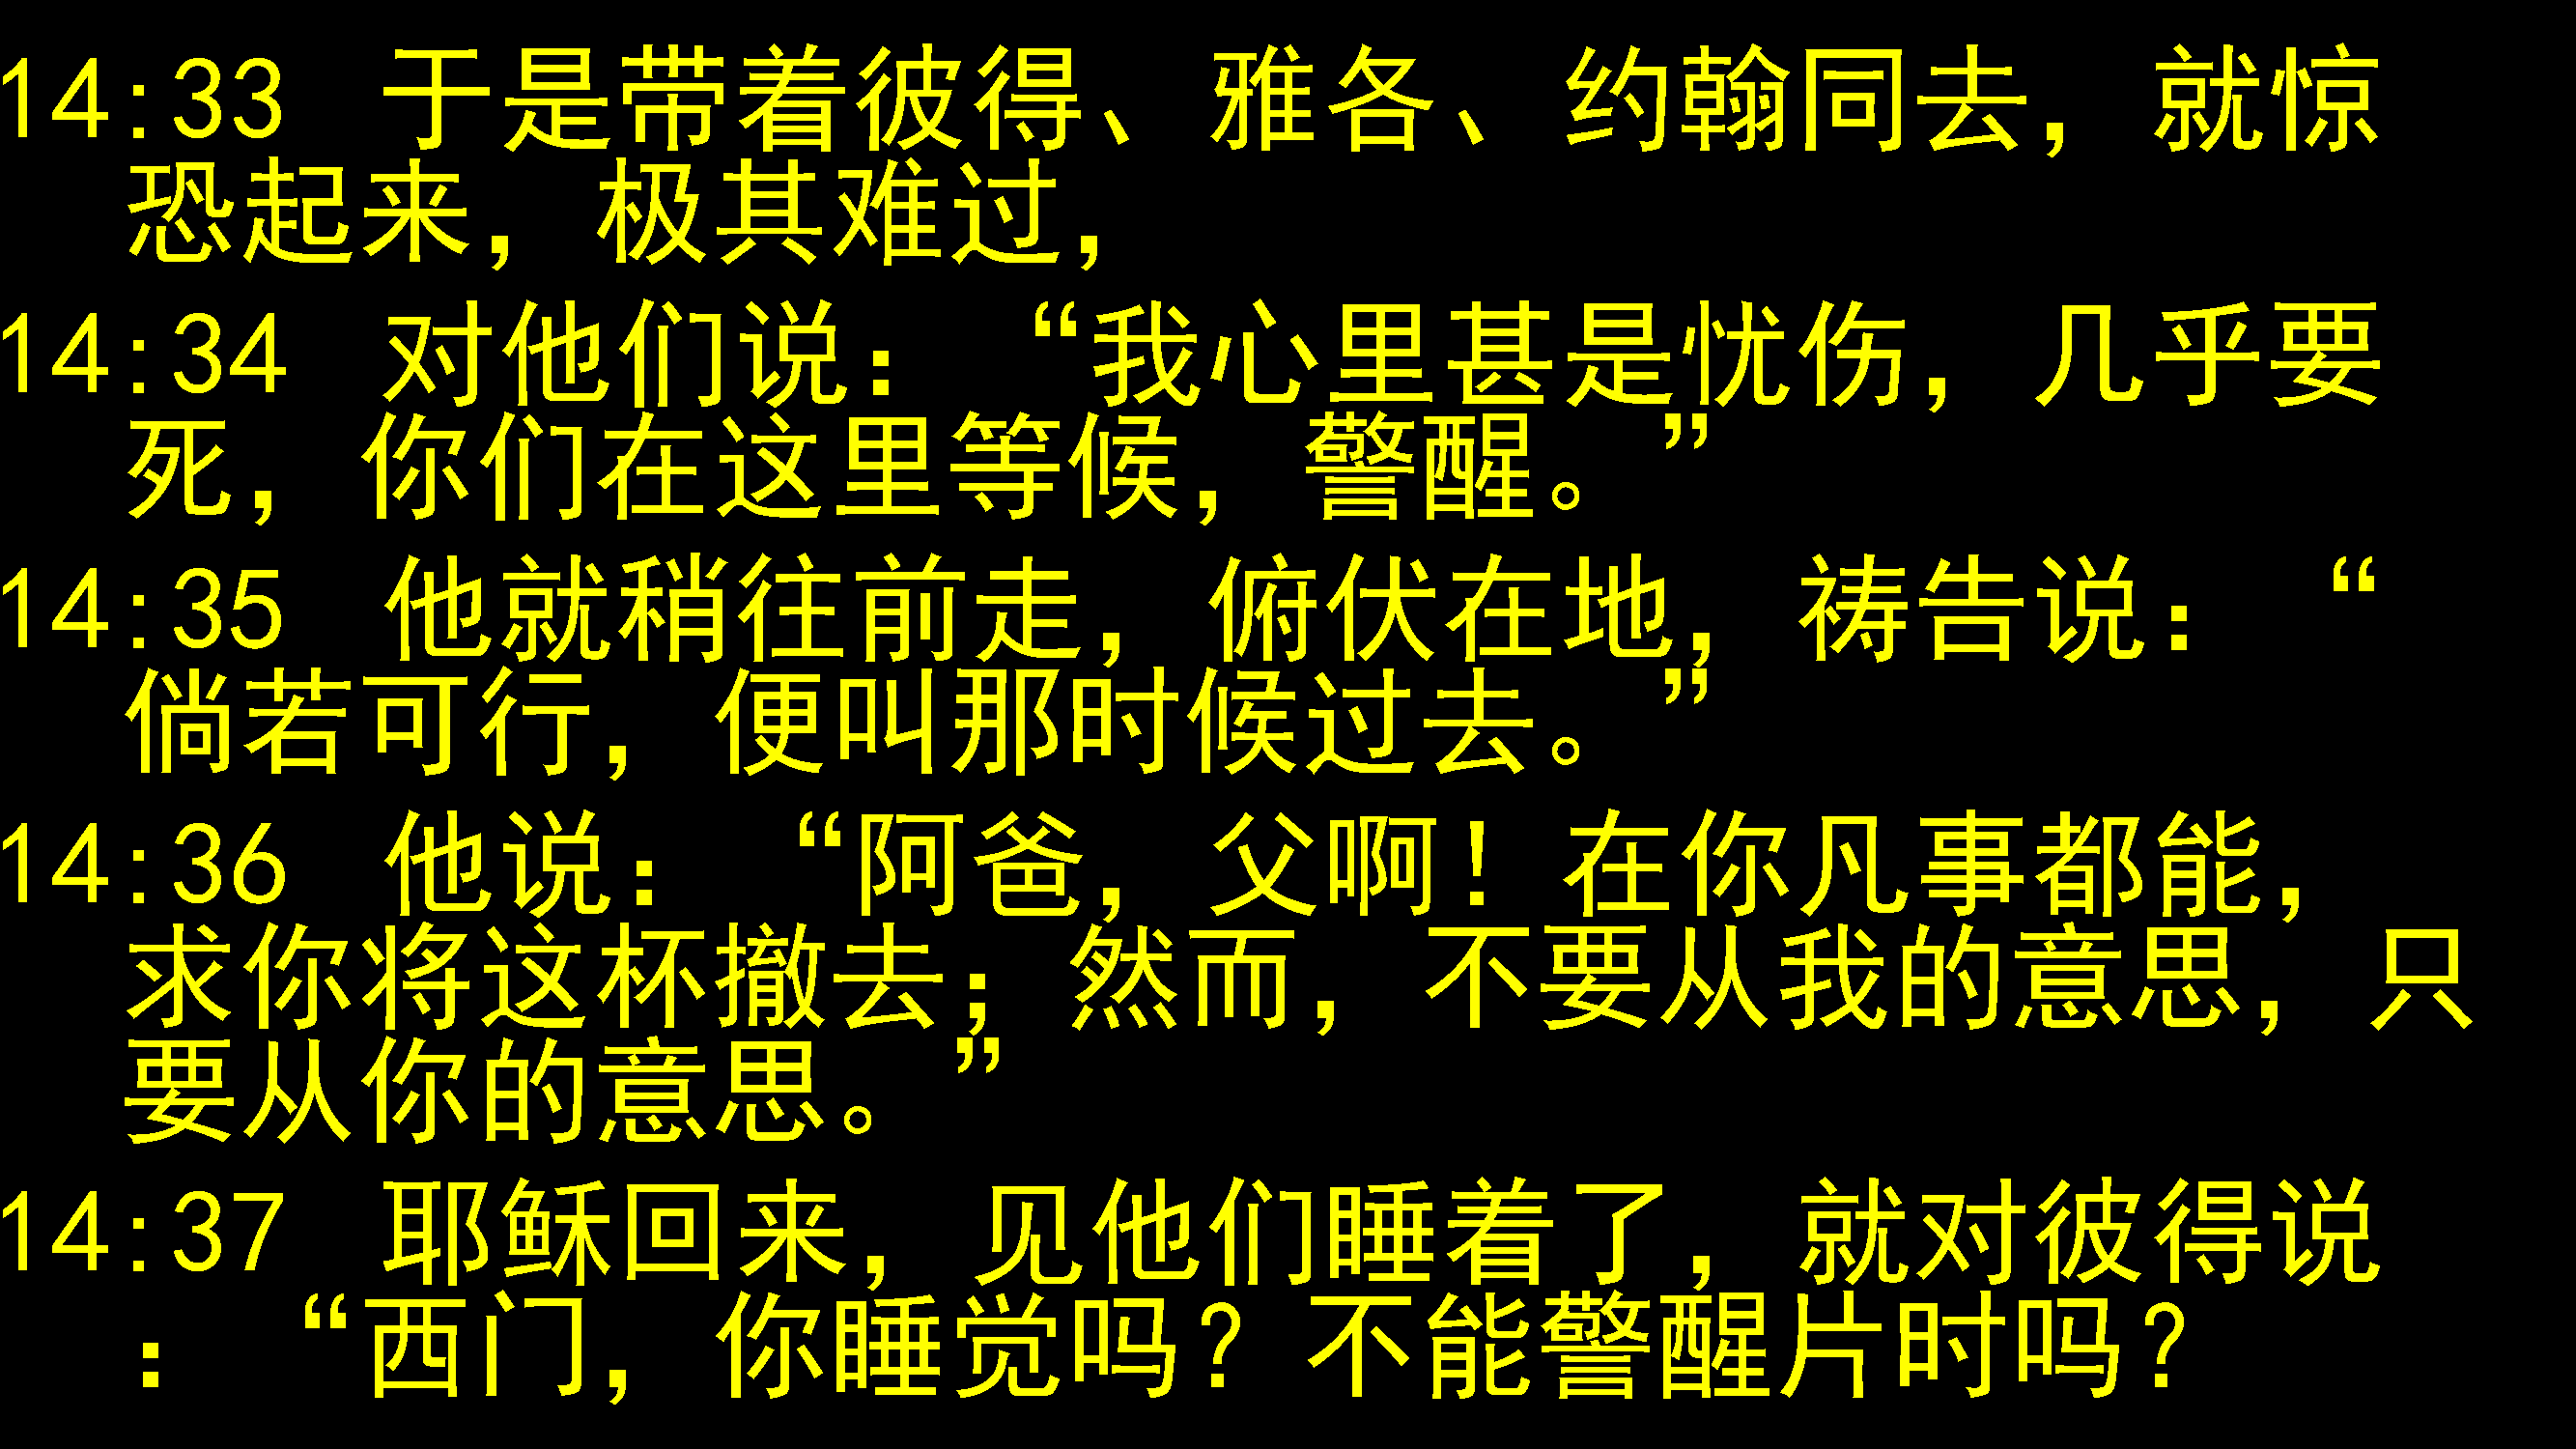 14:33 于是带着彼得、雅各、约翰同去，就惊
恐起来，极其难过，
14:34 对他们说：“我心里甚是忧伤，几乎要
死，你们在这里等候，警醒。”
14:35 他就稍往前走，俯伏在地，祷告说：“
倘若可行，便叫那时候过去。”
14:36 他说：“阿爸，父啊！在你凡事都能，
求你将这杯撤去；然而，不要从我的意思，只
要从你的意思。”
14:37 耶稣回来，见他们睡着了，就对彼得说
：“西门，你睡觉吗？不能警醒片时吗？